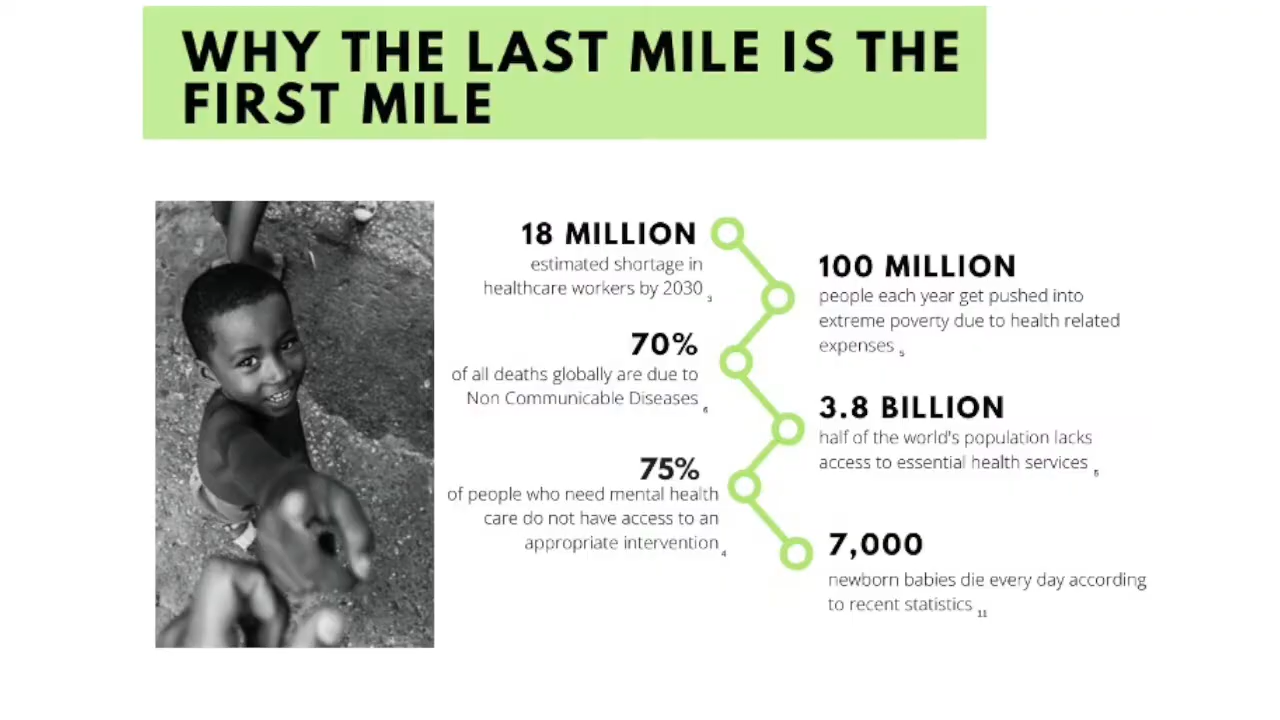 WHY THE LAST MILE IS THE
FIRST MILE
18 MILLION
estimated shortage in
healthcare workers by 2030 3
100 MILLION
people each year get pushed into
extreme poverty due to health related
expenses 5
70%
of all deaths globally are due to
Non Communicable Diseases 6
3.8 BILLION
half of the world's population lacks
access to essential health services 5
75%
of people who need mental health
care do not have access to an
appropriate intervention 4
7,000
newborn babies die every day according
to recent statistics 11